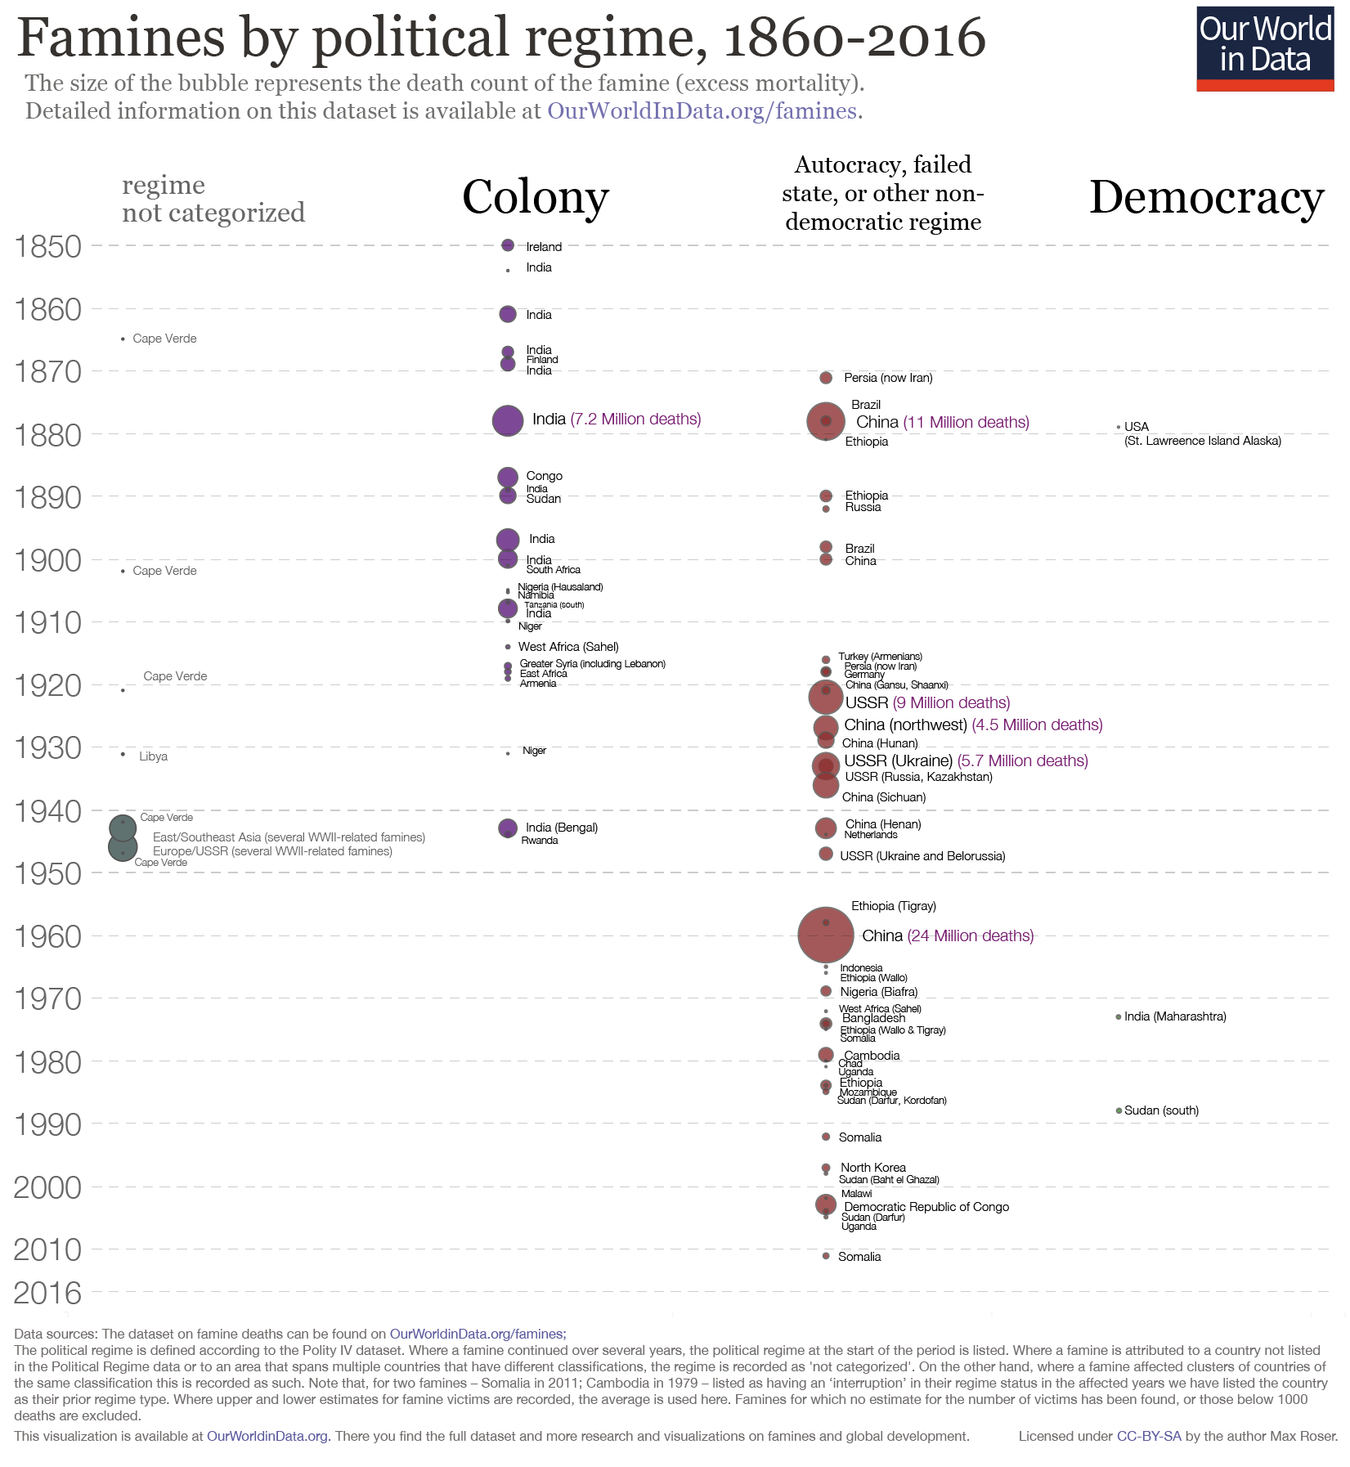 Famines by political regime, 1860-2016
Our World
in Data
The size of the bubble represents the death count of the famine (excess mortality).
Detailed information on this dataset is available at OurWorldInData.org/famines.
regime
not categorized
Colony
Autocracy, failed
state, or other non-
democratic regime
Democracy
1850
Ireland
India
1860
India
Cape Verde
India
Finland
1870
India
Persia (now Iran)
Brazil
India (7.2 Million deaths)
China (11 Million deaths)
USA
1880
Ethiopia
(St. Lawreence Island Alaska)
Congo
India
1890
Sudan
Ethiopia
Russia
India
Brazil
1900
India
China
South Africa
Cape Verde
Nigeria (Hausaland)
Namibia
Tanzania (south)
India
1910
Niger
West Africa (Sahel)
Turkey (Armenians)
Greater Syria (including Lebanon)
Persia (now Iran)
East Africa
Germany
Cape Verde
Armenia
China (Gansu, Shaanxi)
1920
USSR (9 Million deaths)
China (northwest) (4.5 Million deaths)
China (Hunan)
1930
Niger
Libya
USSR (Ukraine) (5.7 Million deaths)
USSR (Russia, Kazakhstan)
China (Sichuan)
1940
Cape Verde
India (Bengal)
China (Henan)
East/Southeast Asia (several WWII-related famines)
Rwanda
Netherlands
Europe/USSR (several WWII-related famines)
USSR (Ukraine and Belorussia)
Cape Verde
1950
Ethiopia (Tigray)
1960
China (24 Million deaths)
Indonesia
Ethiopia (Wallo)
Nigeria (Biafra)
1970
West Africa (Sahel)
Bangladesh
India (Maharashtra)
Ethiopia (Wallo & Tigray)
Somalia
Cambodia
1980
Chad
Uganda
Ethiopia
Mozambique
Sudan (Darfur, Kordofan)
Sudan (south)
1990
Somalia
North Korea
Sudan (Baht el Ghazal)
2000
Malawi
Democratic Republic of Congo
Sudan (Darfur)
Uganda
2010
Somalia
2016
Data sources: The dataset on famine deaths can be found on OurWorldinData.org/famines;
The political regime is defined according to the Polity IV dataset. Where a famine continued over several years, the political regime at the start of the period is listed. Where a famine is attributed to a country not listed
in the Political Regime data or to an area that spans multiple countries that have different classifications, the regime is recorded as 'not categorized'. On the other hand, where a famine affected clusters of countries of
the same classification this is recorded as such. Note that, for two famines – Somalia in 2011; Cambodia in 1979 – listed as having an ‘interruption’ in their regime status in the affected years we have listed the country
as their prior regime type. Where upper and lower estimates for famine victims are recorded, the average is used here. Famines for which no estimate for the number of victims has been found, or those below 1000
deaths are excluded.
This visualization is available at OurWorldinData.org. There you find the full dataset and more research and visualizations on famines and global development.
Licensed under CC-BY-SA by the author Max Roser.